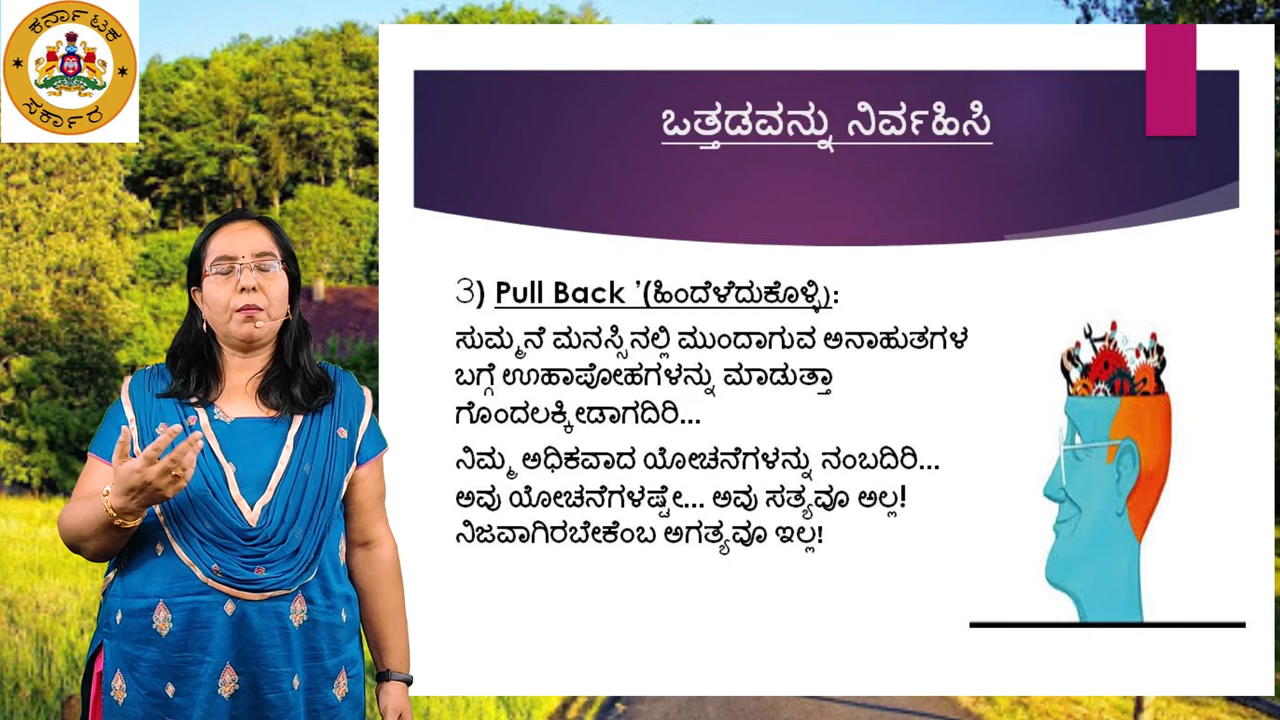 ಕರ್ನಾಟಕ
ಸರ್ಕಾರ
ಒತ್ತಡವನ್ನು ನಿರ್ವಹಿಸಿ
3) Pull Back ’(ಹಿಂದೆಳೆದುಕೊಳ್ಳಿ):
ಸುಮ್ಮನೆ ಮನಸ್ಸಿನಲ್ಲಿ ಮುಂದಾಗುವ ಅನಾಹುತಗಳ
ಬಗ್ಗೆ ಊಹಾಪೋಹಗಳನ್ನು ಮಾಡುತ್ತಾ
ಗೊಂದಲಕ್ಕೀಡಾಗದಿರಿ...
ನಿಮ್ಮ ಅಧಿಕವಾದ ಯೋಚನೆಗಳನ್ನು ನಂಬದಿರಿ...
ಅವು ಯೋಚನೆಗಳಷ್ಟೇ... ಅವು ಸತ್ಯವೂ ಅಲ್ಲ!
ನಿಜವಾಗಿರಬೇಕೆಂಬ ಅಗತ್ಯವೂ ಇಲ್ಲ!